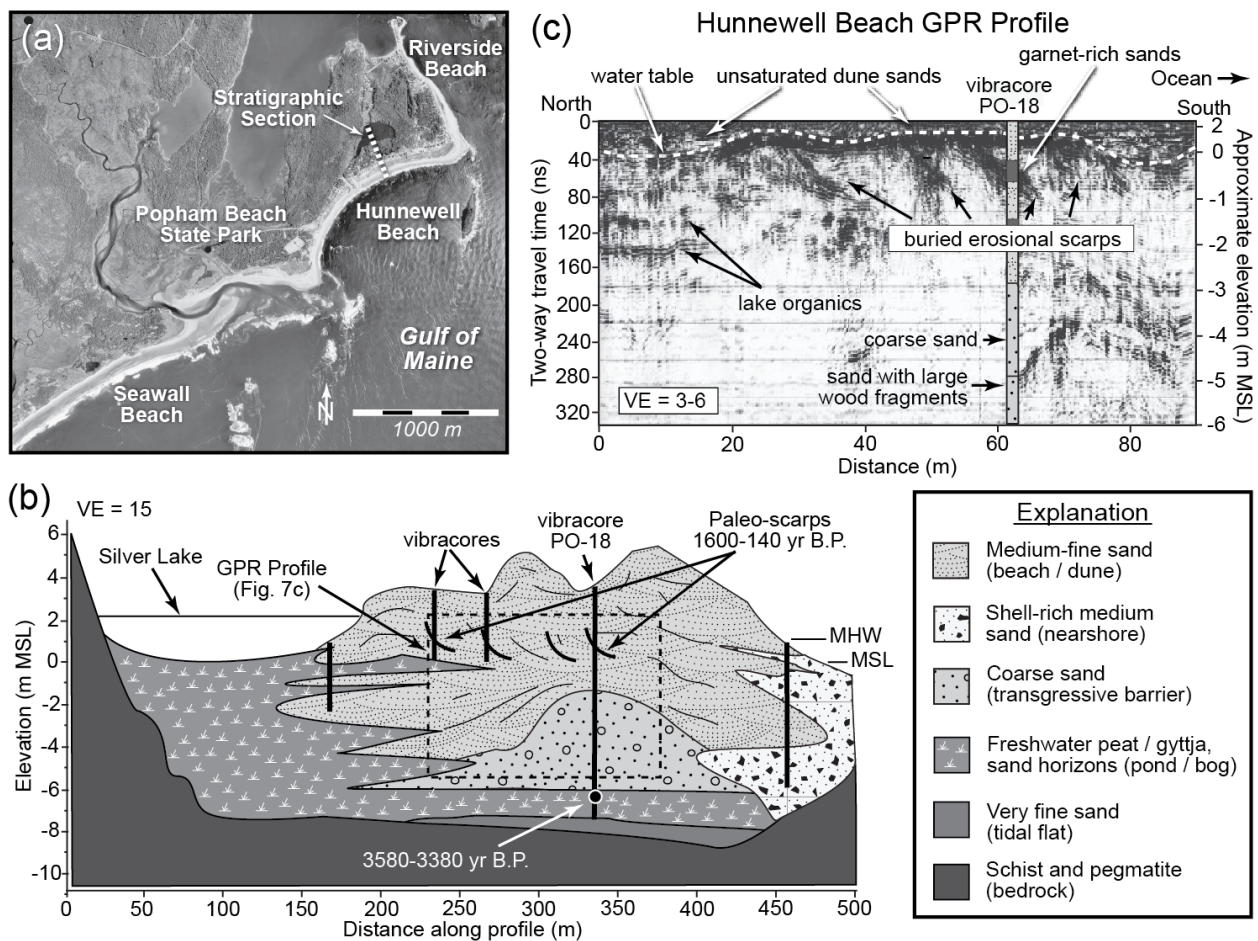 (a)
Riverside
Beach
Stratigraphic
Section
Popham Beach
State Park
Hunnewell
Beach
Gulf of
Maine
Seawall
Beach
N
1000 m
(c)
Hunnewell Beach GPR Profile
garnet-rich sands
water table
unsaturated dune sands
vibracore
PO-18
Ocean
North
South
0
40
80
120
160
200
240
280
320
Two-way travel time (ns)
2
0
-1
-2
-3
-4
-5
-6
Approximate elevation (m MSL)
buried erosional scarps
lake organics
coarse sand
sand with large
wood fragments
VE = 3-6
0
20
40
60
80
Distance (m)
(b)
VE = 15
Silver Lake
GPR Profile
(Fig. 7c)
vibracores
vibracore
PO-18
Paleo-scarps
1600-140 yr B.P.
MHW
MSL
6
4
2
0
-2
-4
-6
-8
-10
Elevation (m MSL)
3580-3380 yr B.P.
0
50
100
150
200
250
300
350
400
450
500
Distance along profile (m)
Explanation
Medium-fine sand
(beach / dune)
Shell-rich medium
sand (nearshore)
Coarse sand
(transgressive barrier)
Freshwater peat / gyttja,
sand horizons (pond / bog)
Very fine sand
(tidal flat)
Schist and pegmatite
(bedrock)